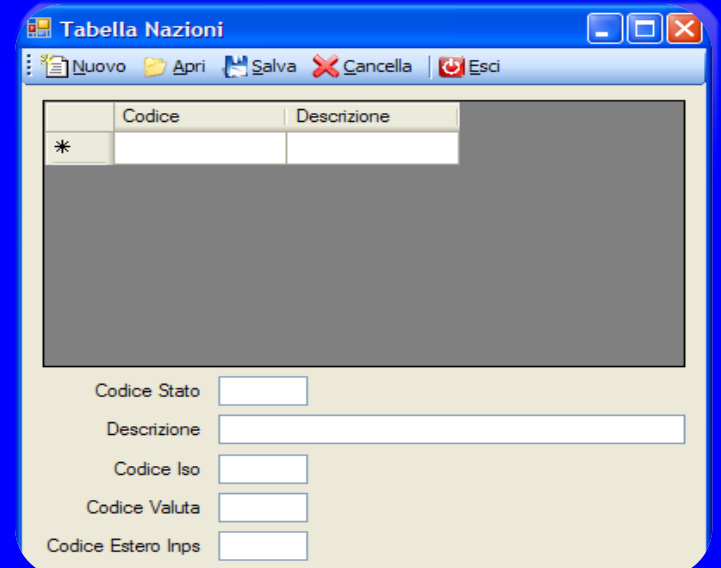 Tabella Nazioni
Nuovo Apri Salva Cancella Esci
Codice Descrizione
Codice Stato
Descrizione
Codice Iso
Codice Valuta
Codice Estero Inps